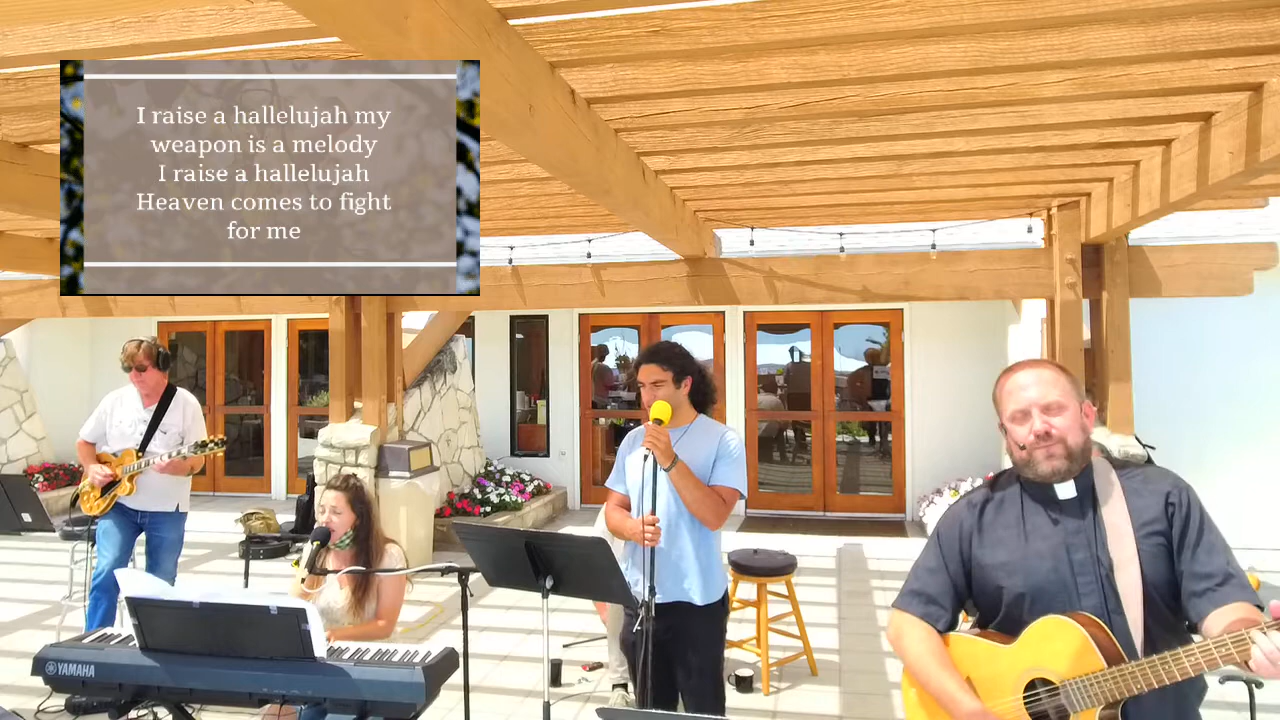 I raise a hallelujah my
weapon is a melody
I raise a hallelujah
Heaven comes to fight
for me
YAMAHA